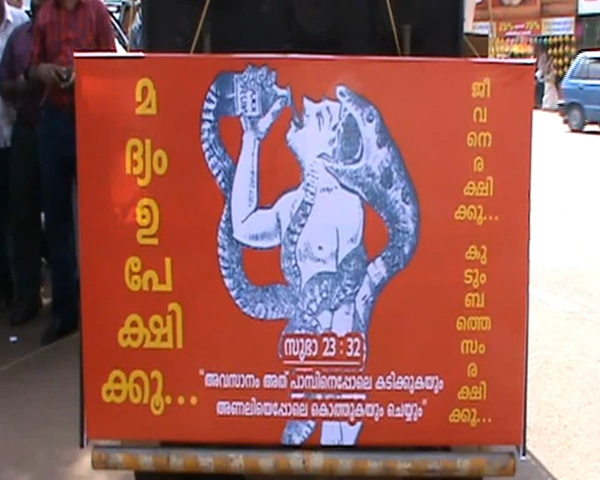 മ
ദ്യം
ഉ
പേ
ക്ഷി
ക്കൂ...
ജീ
വ
നെ
ര
ക്ഷി
ക്കൂ...
കു
ടും
ബ
ത്തെ
സം
ര
ക്ഷി
ക്കൂ...
സുഭാ 23 : 32
“അവസാനം അത് പാമ്പിനെപ്പോലെ കടിക്കുകയും
അണലിയെപ്പോലെ കൊത്തുകയും ചെയ്യും”